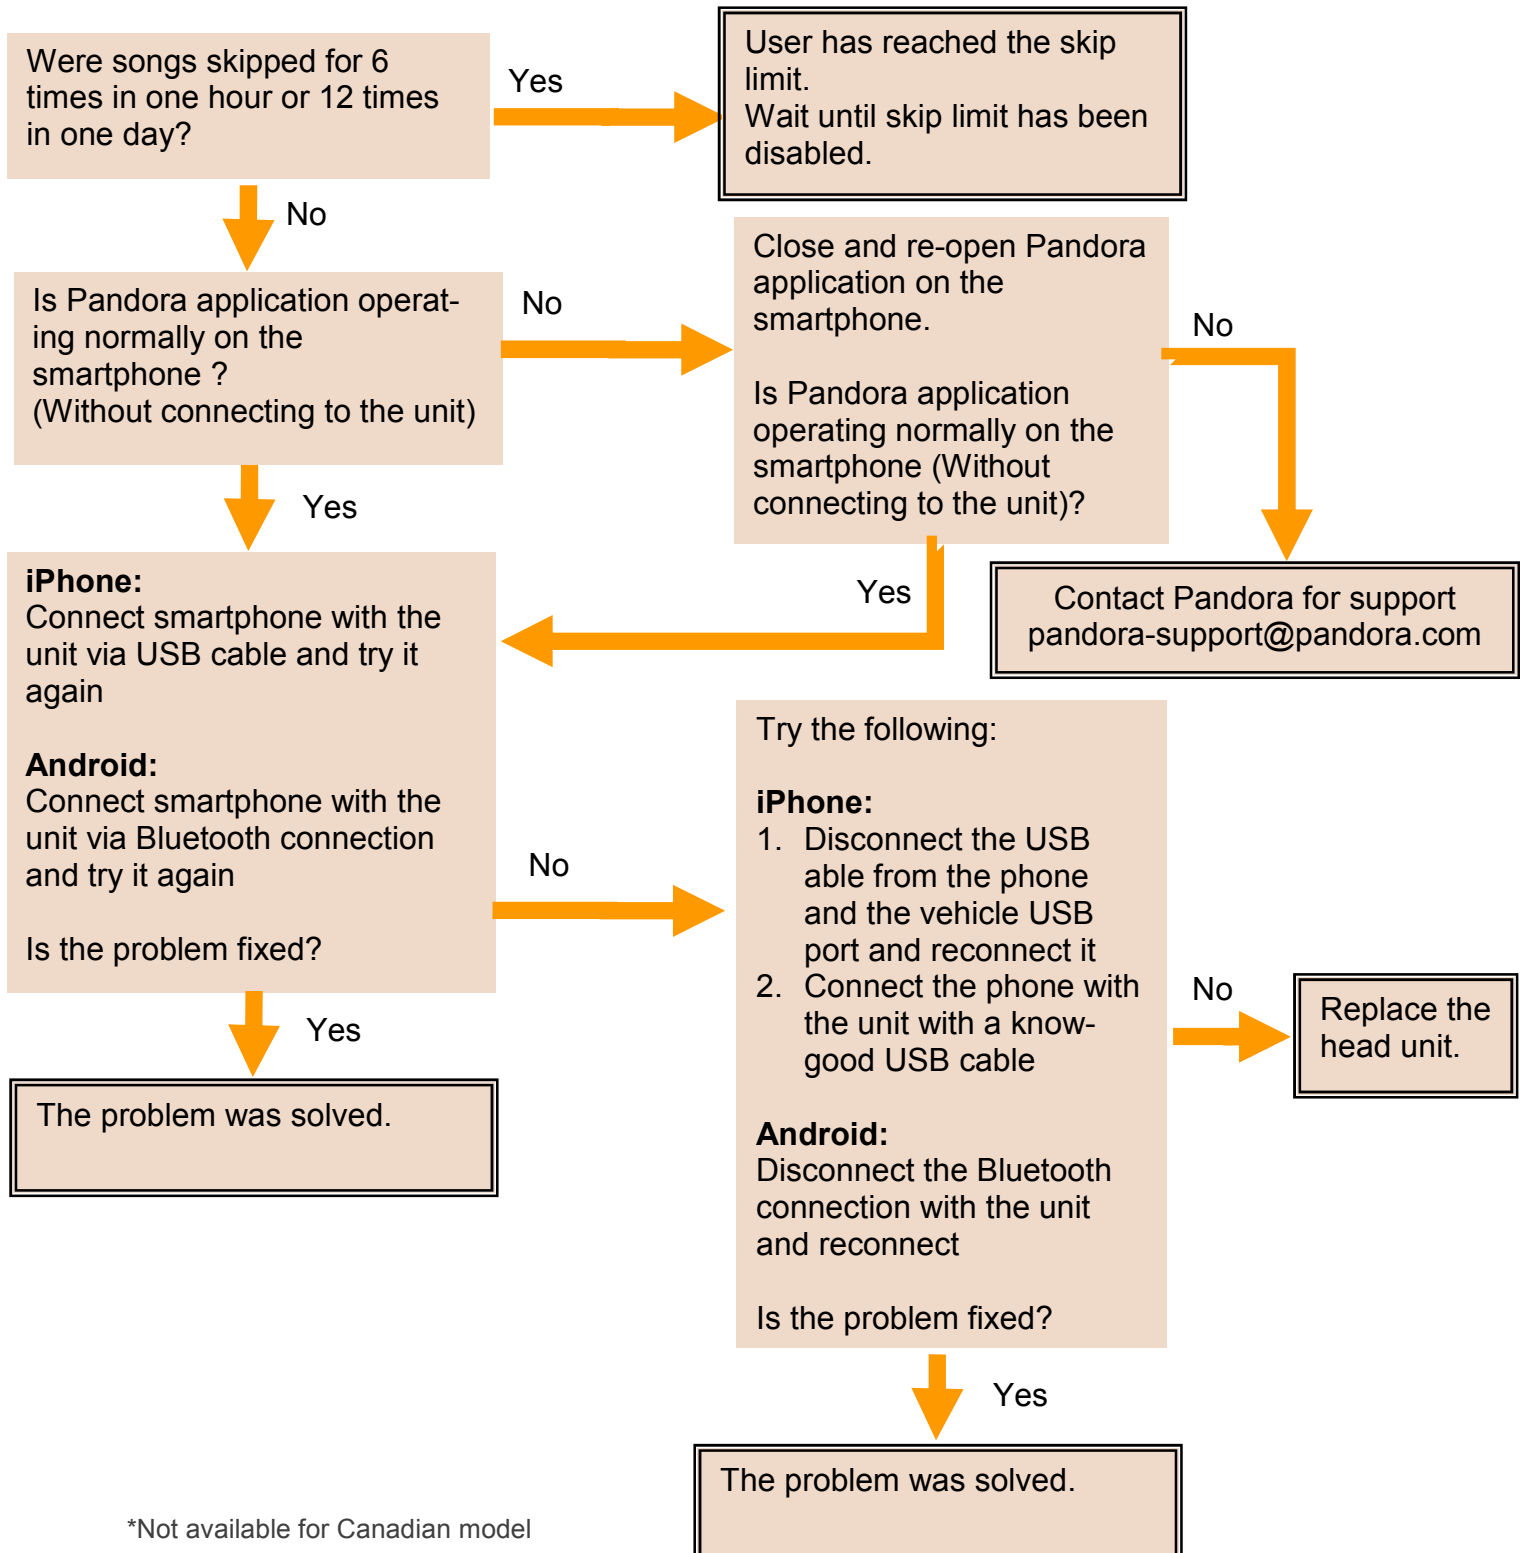 Were songs skipped for 6
times in one hour or 12 times
in one day?
Yes
User has reached the skip
limit.
Wait until skip limit has been
disabled.
No
Is Pandora application operat-
ing normally on the
smartphone ?
(Without connecting to the unit)
No
Close and re-open Pandora
application on the
smartphone.
Is Pandora application
operating normally on the
smartphone (Without
connecting to the unit)?
No
Yes
Yes
Contact Pandora for support
pandora-support@pandora.com
iPhone:
Connect smartphone with the
unit via USB cable and try it
again
Android:
Connect smartphone with the
unit via Bluetooth connection
and try it again
Is the problem fixed?
No
Try the following:
iPhone:
1. Disconnect the USB
able from the phone
and the vehicle USB
port and reconnect it
2. Connect the phone with
the unit with a know-
good USB cable
Android:
Disconnect the Bluetooth
connection with the unit
and reconnect
Is the problem fixed?
No
Replace the
head unit.
Yes
The problem was solved.
Yes
The problem was solved.
*Not available for Canadian model